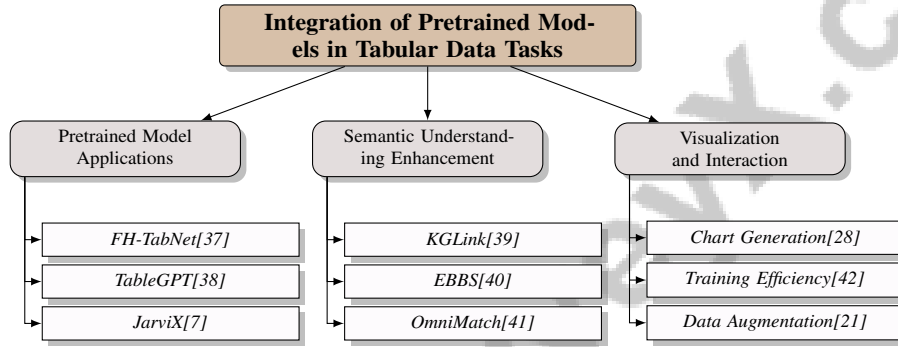 Integration of Pretrained Mod-
els in Tabular Data Tasks
Pretrained Model
Applications
Semantic Understand-
ing Enhancement
Visualization
and Interaction
FH-TabNet[37]
TableGPT[38]
JarviX[7]
KGLink[39]
EBBS[40]
OmniMatch[41]
Chart Generation[28]
Training Efficiency[42]
Data Augmentation[21]